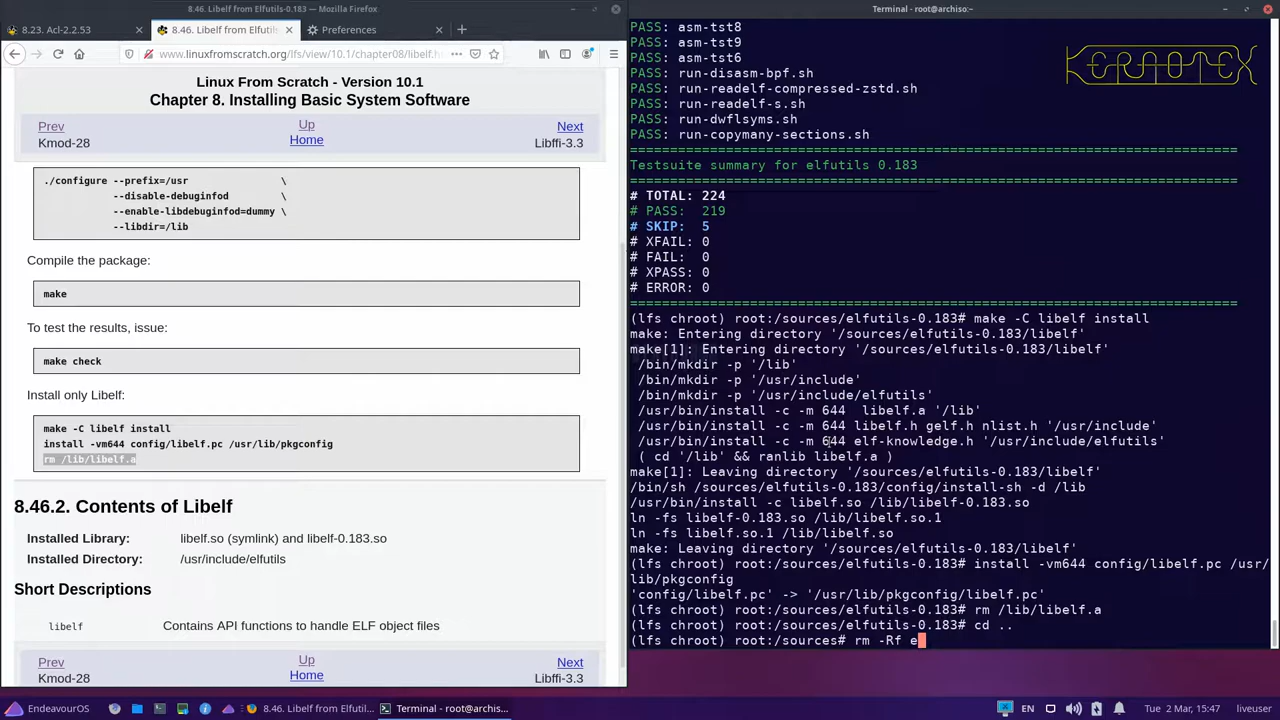 8.46. Libelf from Elfutils-0.183 — Mozilla Firefox
8.23. Acl-2.2.53
8.46. Libelf from Elfutils
Preferences
www.linuxfromscratch.org/lfs/view/10.1/chapter08/libelf.h
Linux From Scratch - Version 10.1
Chapter 8. Installing Basic System Software
Prev
Up
Next
Kmod-28
Home
Libffi-3.3
./configure --prefix=/usr \
--disable-debuginfod \
--enable-libdebuginfod=dummy \
--libdir=/lib
Compile the package:
make
To test the results, issue:
make check
Install only Libelf:
make -C libelf install
install -vm644 config/libelf.pc /usr/lib/pkgconfig
rm /lib/libelf.a
8.46.2. Contents of Libelf
Installed Library: libelf.so (symlink) and libelf-0.183.so
Installed Directory: /usr/include/elfutils
Short Descriptions
libelf Contains API functions to handle ELF object files
Prev
Up
Next
Kmod-28
Home
Libffi-3.3
Terminal - root@archiso:~
KERNOTEX
PASS: asm-tst8
PASS: asm-tst9
PASS: asm-tst6
PASS: run-disasm-bpf.sh
PASS: run-readelf-compressed-zstd.sh
PASS: run-readelf-s.sh
PASS: run-dwflsyms.sh
PASS: run-copymany-sections.sh
============================================================================
Testsuite summary for elfutils 0.183
============================================================================
# TOTAL: 224
# PASS:  219
# SKIP:  5
# XFAIL: 0
# FAIL:  0
# XPASS: 0
# ERROR: 0
============================================================================
(lfs chroot) root:/sources/elfutils-0.183# make -C libelf install
make: Entering directory '/sources/elfutils-0.183/libelf'
make[1]: Entering directory '/sources/elfutils-0.183/libelf'
/bin/mkdir -p '/lib'
/bin/mkdir -p '/usr/include'
/bin/mkdir -p '/usr/include/elfutils'
/usr/bin/install -c -m 644  libelf.a '/lib'
/usr/bin/install -c -m 644 libelf.h gelf.h nlist.h '/usr/include'
/usr/bin/install -c -m 644 elf-knowledge.h '/usr/include/elfutils'
( cd '/lib' && ranlib libelf.a )
make[1]: Leaving directory '/sources/elfutils-0.183/libelf'
/bin/sh /sources/elfutils-0.183/config/install-sh -d /lib
/usr/bin/install -c libelf.so /lib/libelf-0.183.so
ln -fs libelf-0.183.so /lib/libelf.so.1
ln -fs libelf.so.1 /lib/libelf.so
make: Leaving directory '/sources/elfutils-0.183/libelf'
(lfs chroot) root:/sources/elfutils-0.183# install -vm644 config/libelf.pc /usr/
lib/pkgconfig
'config/libelf.pc' -> '/usr/lib/pkgconfig/libelf.pc'
(lfs chroot) root:/sources/elfutils-0.183# rm /lib/libelf.a
(lfs chroot) root:/sources/elfutils-0.183# cd ..
(lfs chroot) root:/sources# rm -Rf e
EndeavourOS
8.46. Libelf from Elfutil...
Terminal - root@archiso:...
EN
Tue 2 Mar, 15:47
liveuser